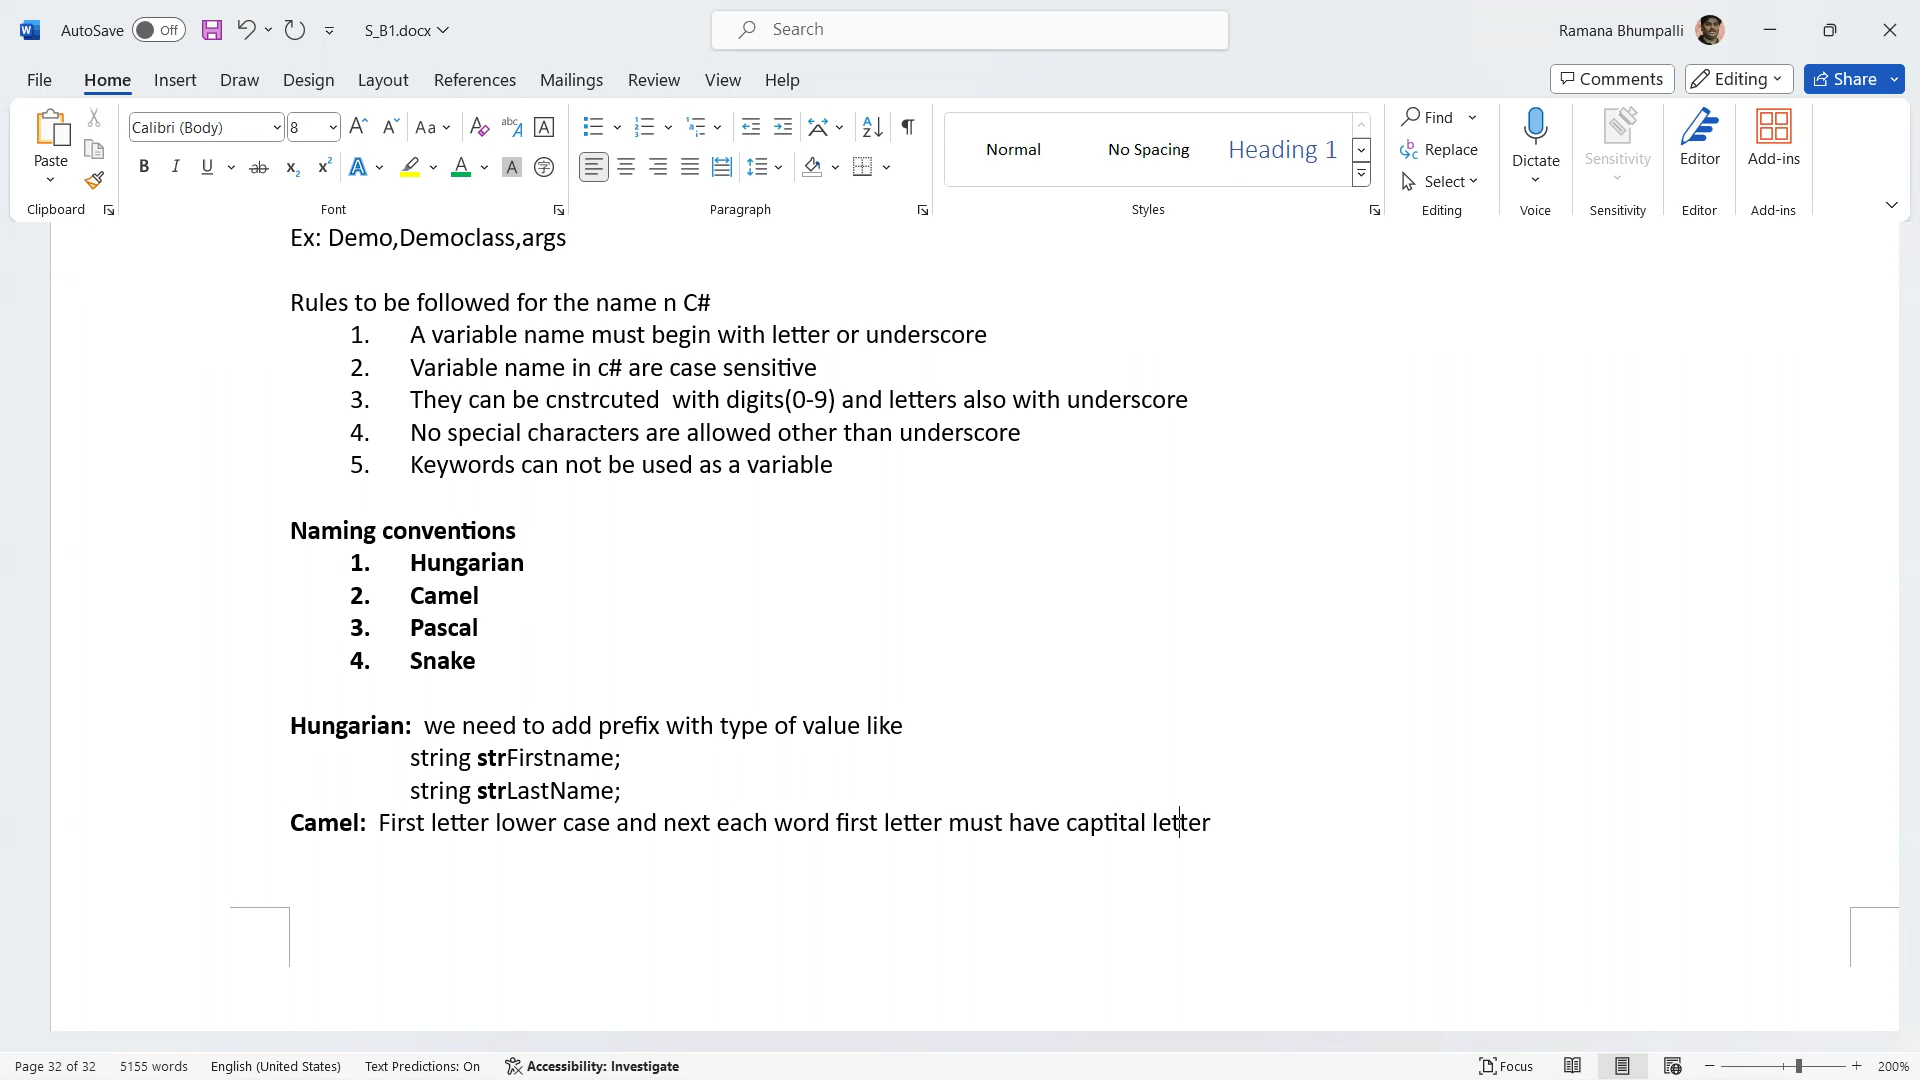 AutoSave Off S_B1.docx Search Ramana Bhumpalli
File Home Insert Draw Design Layout References Mailings Review View Help Comments Editing Share
Paste
Clipboard
Calibri (Body) 8 Aa
Font
Paragraph
Normal No Spacing Heading 1
Styles
Find
Replace
Select
Editing
Dictate
Voice
Sensitivity
Sensitivity
Editor
Editor
Add-ins
Add-ins
Ex: Demo,Democlass,args
Rules to be followed for the name n C#
1. A variable name must begin with letter or underscore
2. Variable name in c# are case sensitive
3. They can be cnstrcuted  with digits(0-9) and letters also with underscore
4. No special characters are allowed other than underscore
5. Keywords can not be used as a variable
Naming conventions
1. Hungarian
2. Camel
3. Pascal
4. Snake
Hungarian:  we need to add prefix with type of value like
string strFirstname;
string strLastName;
Camel:  First letter lower case and next each word first letter must have captital letter
Page 32 of 32 5155 words English (United States) Text Predictions: On Accessibility: Investigate Focus 200%